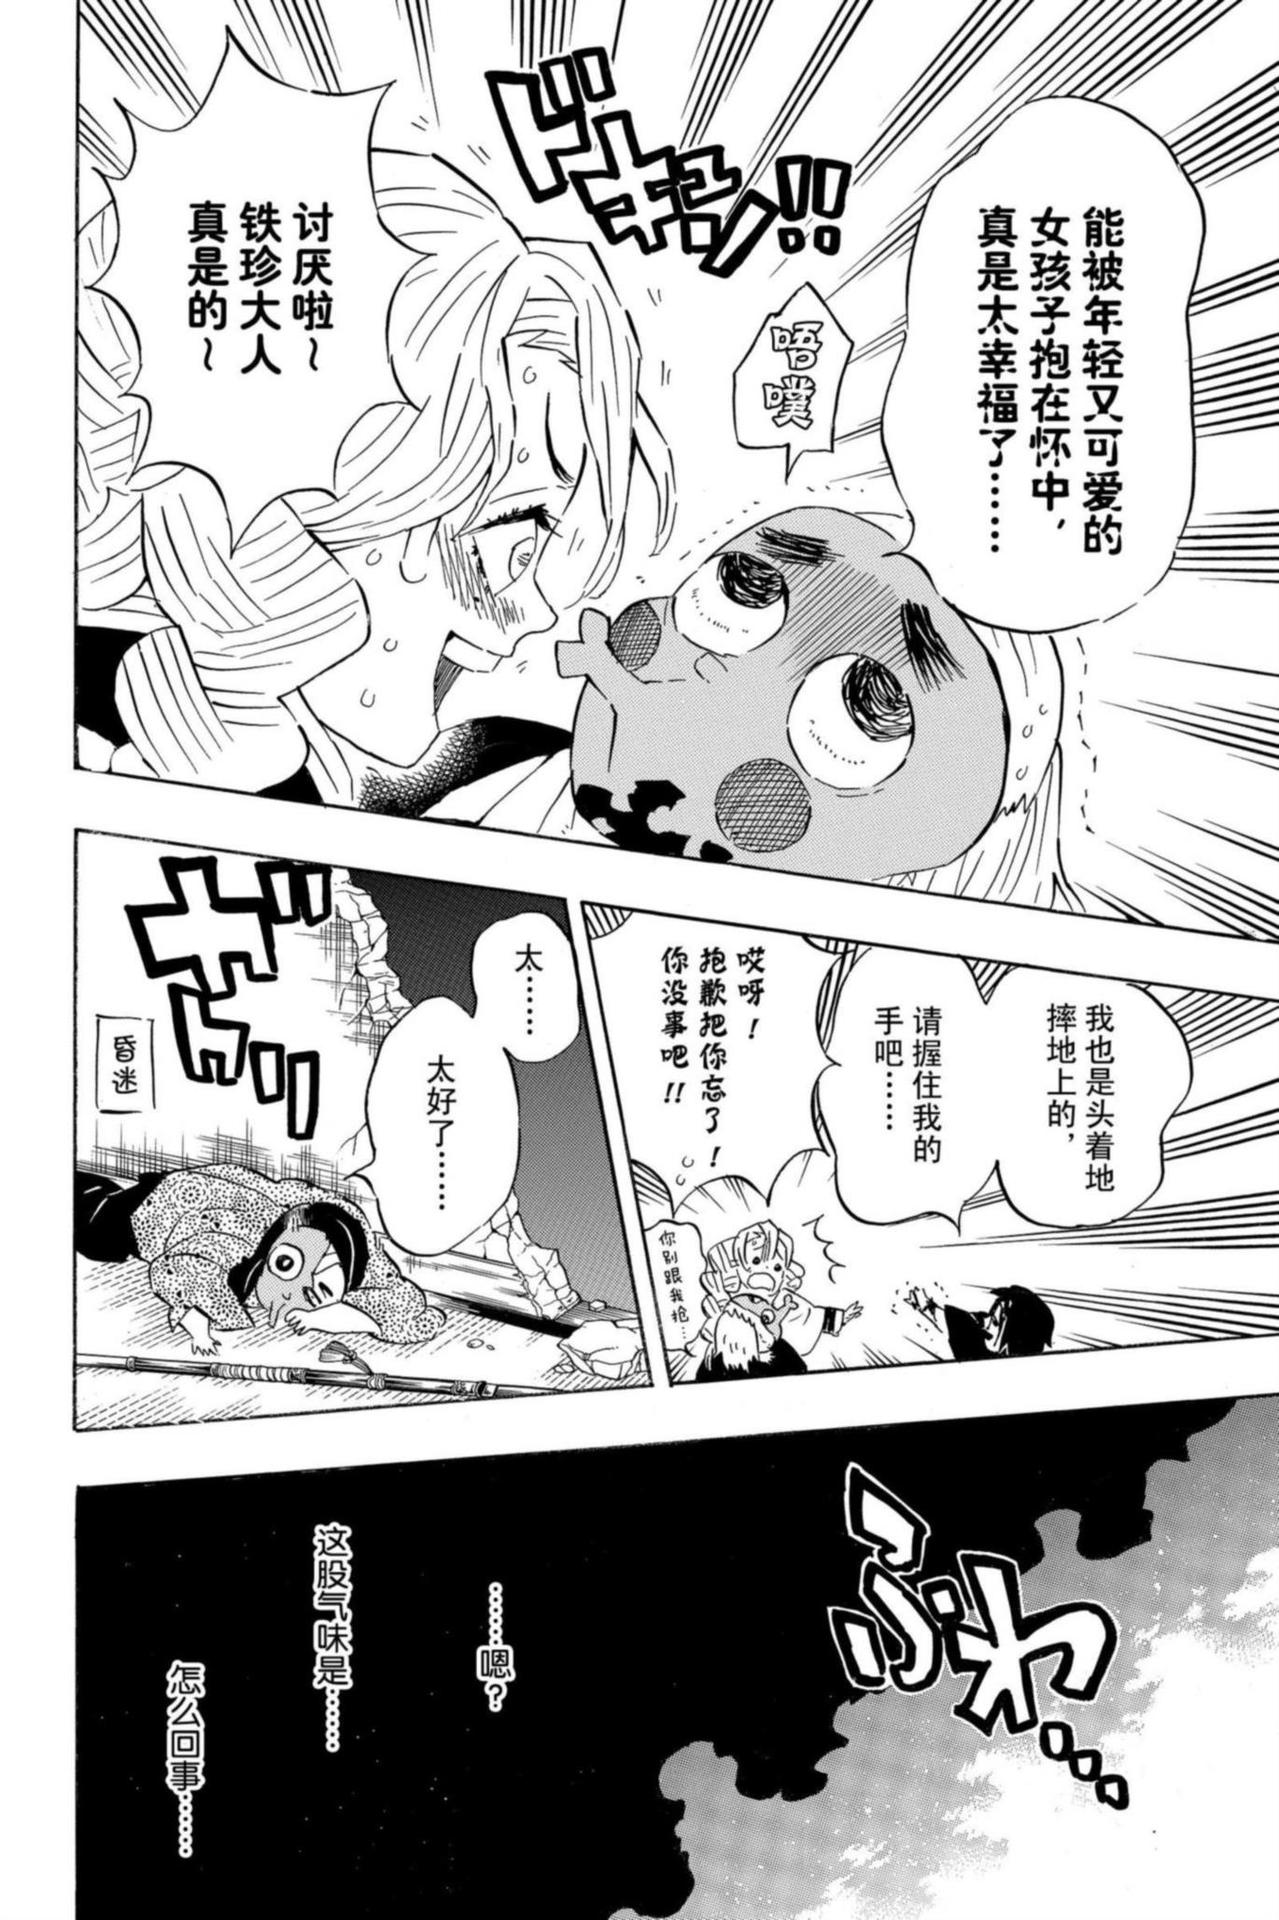 能被年轻又可爱的
女孩子抱在怀中，
真是太幸福了……
ドキーン!!
唔噗
讨厌啦～
铁珍大人
真是的～
我也是头着地
摔地上的，
请握住我的
手吧……
哎呀！
抱歉把你忘了！
你没事吧！！
你别跟我抢…
太……
太好了……
昏迷
ふわ…
……嗯？
这股气味是……
怎么回事……